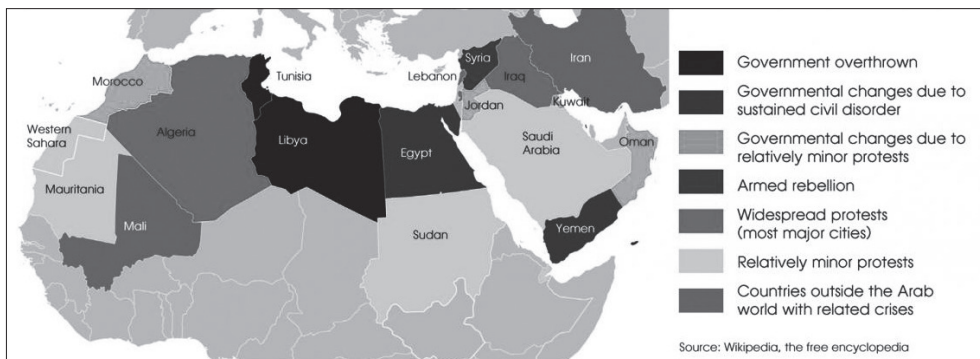 Morocco
Tunisia
Lebanon
Syria
Iraq
Iran
Jordan
Kuwait
Western
Sahara
Algeria
Libya
Egypt
Saudi
Arabia
Oman
Mauritania
Mali
Sudan
Yemen
Government overthrown
Governmental changes due to
sustained civil disorder
Governmental changes due to
relatively minor protests
Armed rebellion
Widespread protests
(most major cities)
Relatively minor protests
Countries outside the Arab
world with related crises
Source: Wikipedia, the free encyclopedia